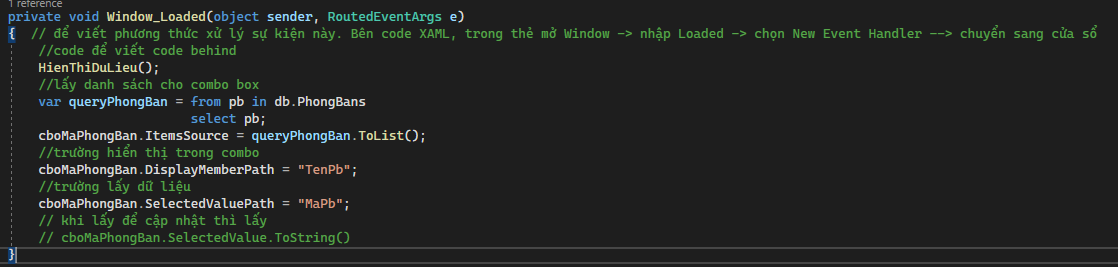 1 reference
private void Window_Loaded(object sender, RoutedEventArgs e)
{ // để viết phương thức xử lý sự kiện này. Bên code XAML, trong thẻ mở Window -> nhập Loaded -> chọn New Event Handler --> chuyển sang cửa sổ
//code để viết code behind
HienThiDuLieu();
//lấy danh sách cho combo box
var queryPhongBan = from pb in db.PhongBans
select pb;
cboMaPhongBan.ItemsSource = queryPhongBan.ToList();
//trường hiển thị trong combo
cboMaPhongBan.DisplayMemberPath = "TenPb";
//trường lấy dữ liệu
cboMaPhongBan.SelectedValuePath = "MaPb";
// khi lấy để cập nhật thì lấy
// cboMaPhongBan.SelectedValue.ToString()
}